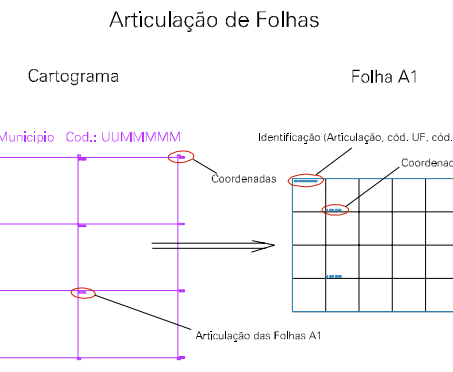 Articulação de Folhas
Cartograma
Folha A1
Municipio Cod.: UUMMMMM
Identificação (Articulação, cód. UF, cód.
Coordenadas
Articulação das Folhas A1